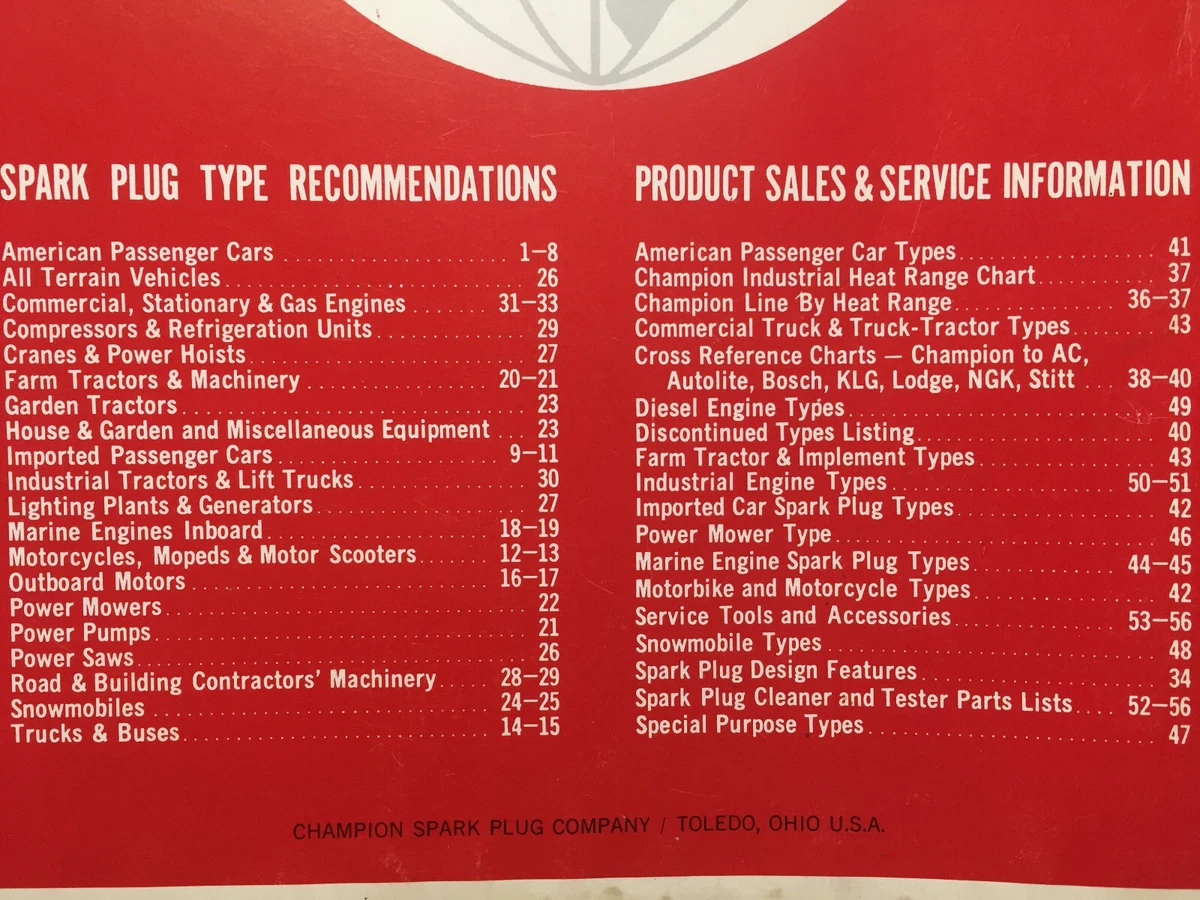 SPARK PLUG TYPE RECOMMENDATIONS
American Passenger Cars 1–8
All Terrain Vehicles 26
Commercial, Stationary & Gas Engines 31–33
Compressors & Refrigeration Units 29
Cranes & Power Hoists 27
Farm Tractors & Machinery 20–21
Garden Tractors 23
House & Garden and Miscellaneous Equipment 23
Imported Passenger Cars 9–11
Industrial Tractors & Lift Trucks 30
Lighting Plants & Generators 27
Marine Engines Inboard 18–19
Motorcycles, Mopeds & Motor Scooters 12–13
Outboard Motors 16–17
Power Mowers 22
Power Pumps 21
Power Saws 26
Road & Building Contractors' Machinery 28–29
Snowmobiles 24–25
Trucks & Buses 14–15
PRODUCT SALES & SERVICE INFORMATION
American Passenger Car Types 41
Champion Industrial Heat Range Chart 37
Champion Line By Heat Range 36–37
Commercial Truck & Truck-Tractor Types 43
Cross Reference Charts — Champion to AC,
Autolite, Bosch, KLG, Lodge, NGK, Stitt 38–40
Diesel Engine Types 49
Discontinued Types Listing 40
Farm Tractor & Implement Types 43
Industrial Engine Types 50–51
Imported Car Spark Plug Types 42
Power Mower Type 46
Marine Engine Spark Plug Types 44–45
Motorbike and Motorcycle Types 42
Service Tools and Accessories 53–56
Snowmobile Types 48
Spark Plug Design Features 34
Spark Plug Cleaner and Tester Parts Lists 52–56
Special Purpose Types 47
CHAMPION SPARK PLUG COMPANY / TOLEDO, OHIO U.S.A.